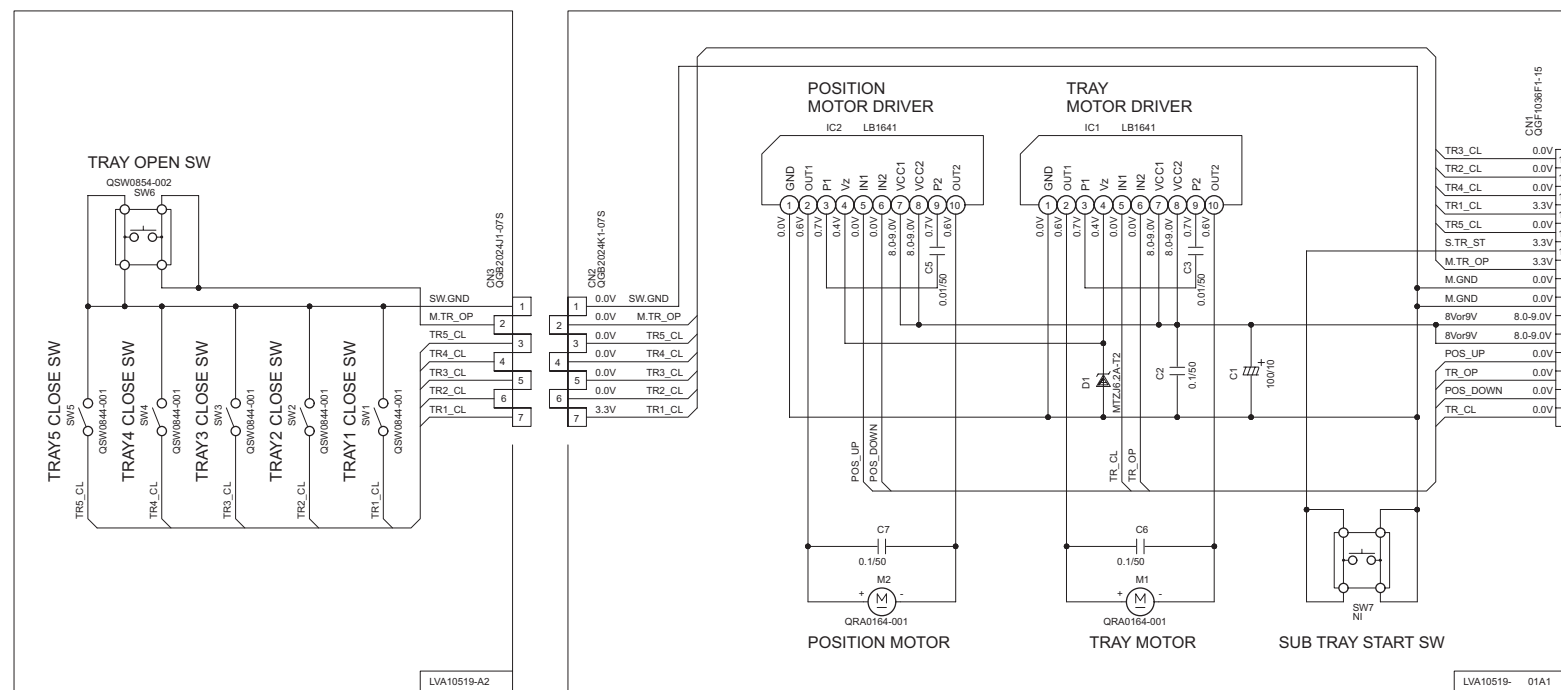 TRAY OPEN SW
QSW0854-002
SW6
CN3
QGB2024J1-07S
SW.GND 1
M.TR_OP 2
TR5_CL 3
TR4_CL 4
TR3_CL 5
TR2_CL 6
TR1_CL 7
TRAY5 CLOSE SW
SW5
QSW0844-001
TRAY4 CLOSE SW
SW4
QSW0844-001
TRAY3 CLOSE SW
SW3
QSW0844-001
TRAY2 CLOSE SW
SW2
QSW0844-001
TRAY1 CLOSE SW
SW1
QSW0844-001
TR5_CL
TR4_CL
TR3_CL
TR2_CL
TR1_CL
LVA10519-A2
CN2
QGB2024K1-07S
1 0.0V SW.GND
2 0.0V M.TR_OP
3 0.0V TR5_CL
4 0.0V TR4_CL
5 0.0V TR3_CL
6 0.0V TR2_CL
7 3.3V TR1_CL
POSITION
MOTOR DRIVER
IC2 LB1641
GND OUT1 P1 Vz IN1 IN2 VCC1 VCC2 P2 OUT2
1 2 3 4 5 6 7 8 9 10
0.0V 0.6V 0.7V 0.4V 0.0V 0.0V 8.0-9.0V 8.0-9.0V 0.7V 0.6V
C5
0.01/50
TRAY
MOTOR DRIVER
IC1 LB1641
GND OUT1 P1 Vz IN1 IN2 VCC1 VCC2 P2 OUT2
1 2 3 4 5 6 7 8 9 10
0.0V 0.6V 0.7V 0.4V 0.0V 0.0V 8.0-9.0V 8.0-9.0V 0.7V 0.6V
C3
0.01/50
D1
MTZJ6.2A-T2
C2
0.1/50
C1
+
100/10
POS_UP
POS_DOWN
TR_CL
TR_OP
C7
0.1/50
M2
+ M -
QRA0164-001
POSITION MOTOR
C6
0.1/50
M1
+ M -
QRA0164-001
TRAY MOTOR
SW7
NI
SUB TRAY START SW
CN1
QGF1036F1-15
TR3_CL 0.0V
TR2_CL 0.0V
TR4_CL 0.0V
TR1_CL 3.3V
TR5_CL 0.0V
S.TR_ST 3.3V
M.TR_OP 3.3V
M.GND 0.0V
M.GND 0.0V
8Vor9V 8.0-9.0V
8Vor9V 8.0-9.0V
POS_UP 0.0V
TR_OP 0.0V
POS_DOWN 0.0V
TR_CL 0.0V
LVA10519- 01A1